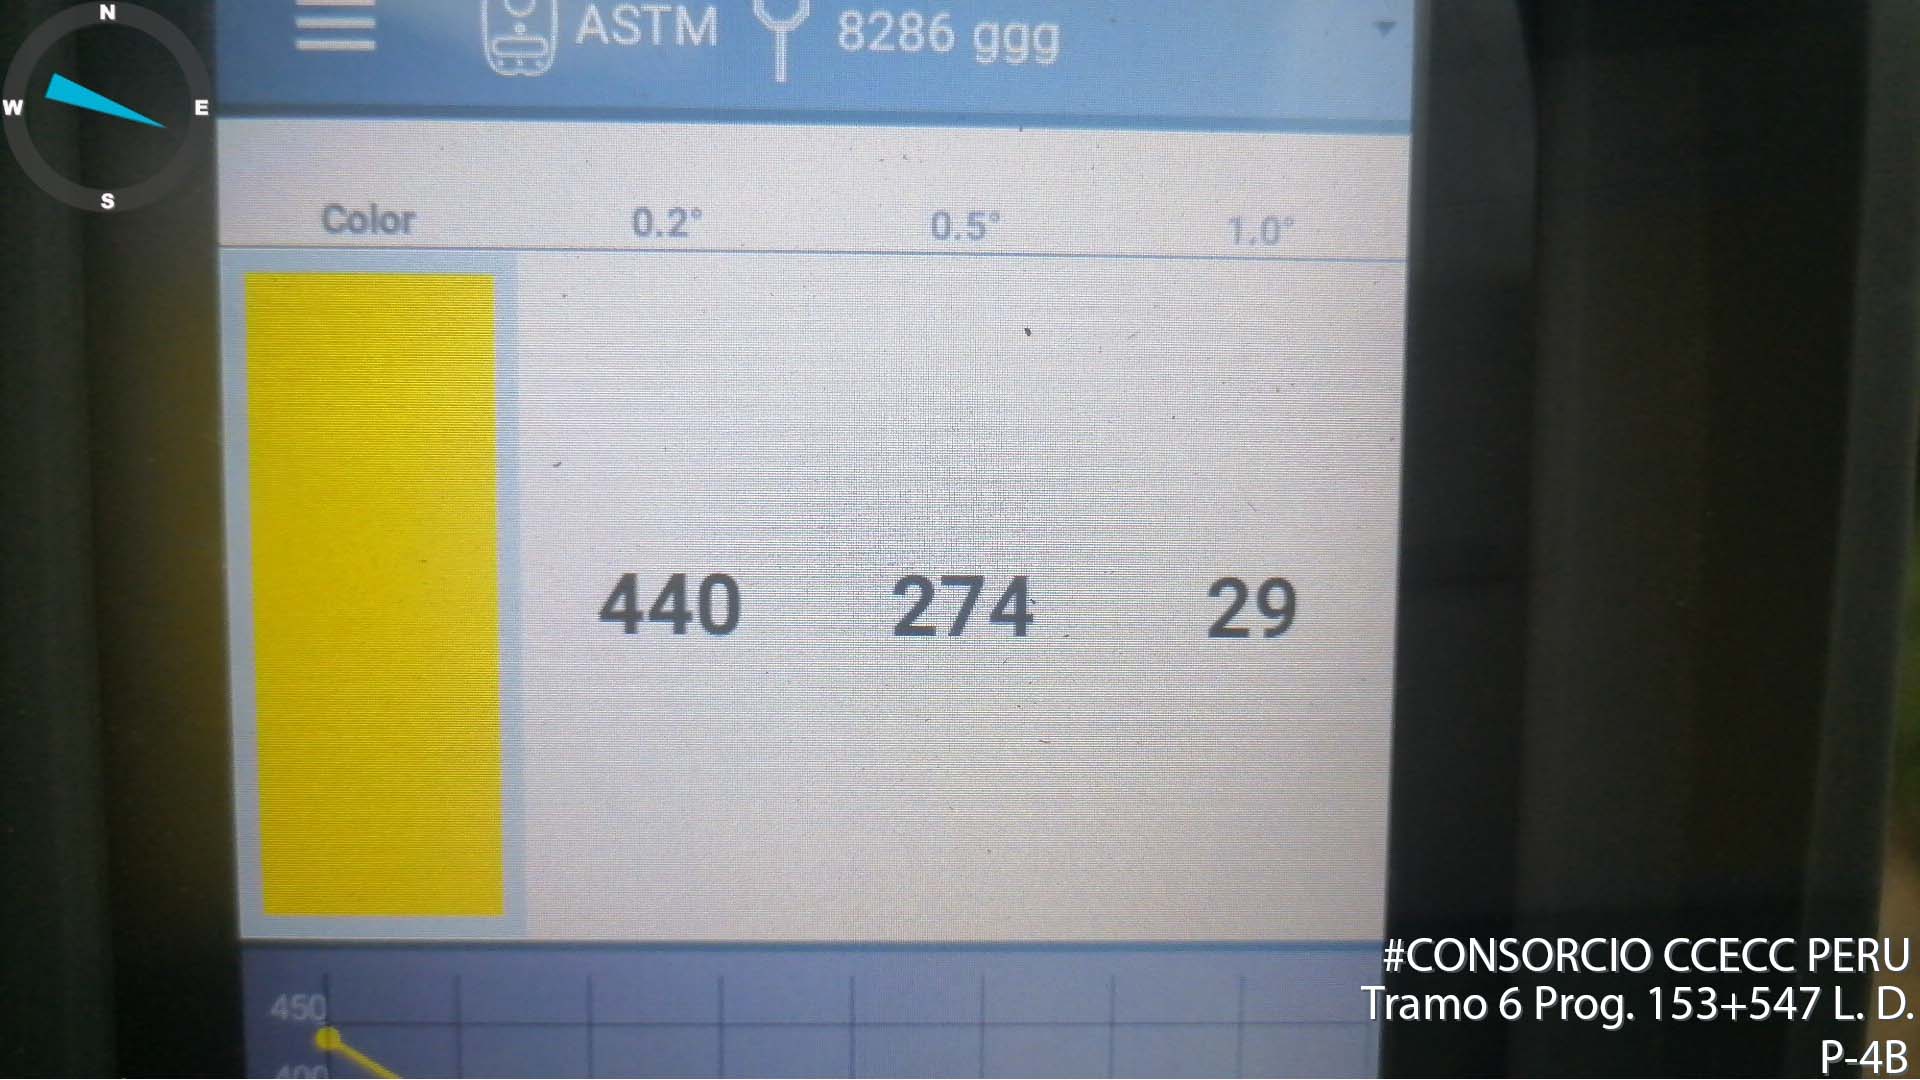 N
W E
S
ASTM 8286 ggg
Color 0.2° 0.5° 1.0°
440 274 29
450
400
#CONSORCIO CCECC PERU
Tramo 6 Prog. 153+547 L. D.
P-4B